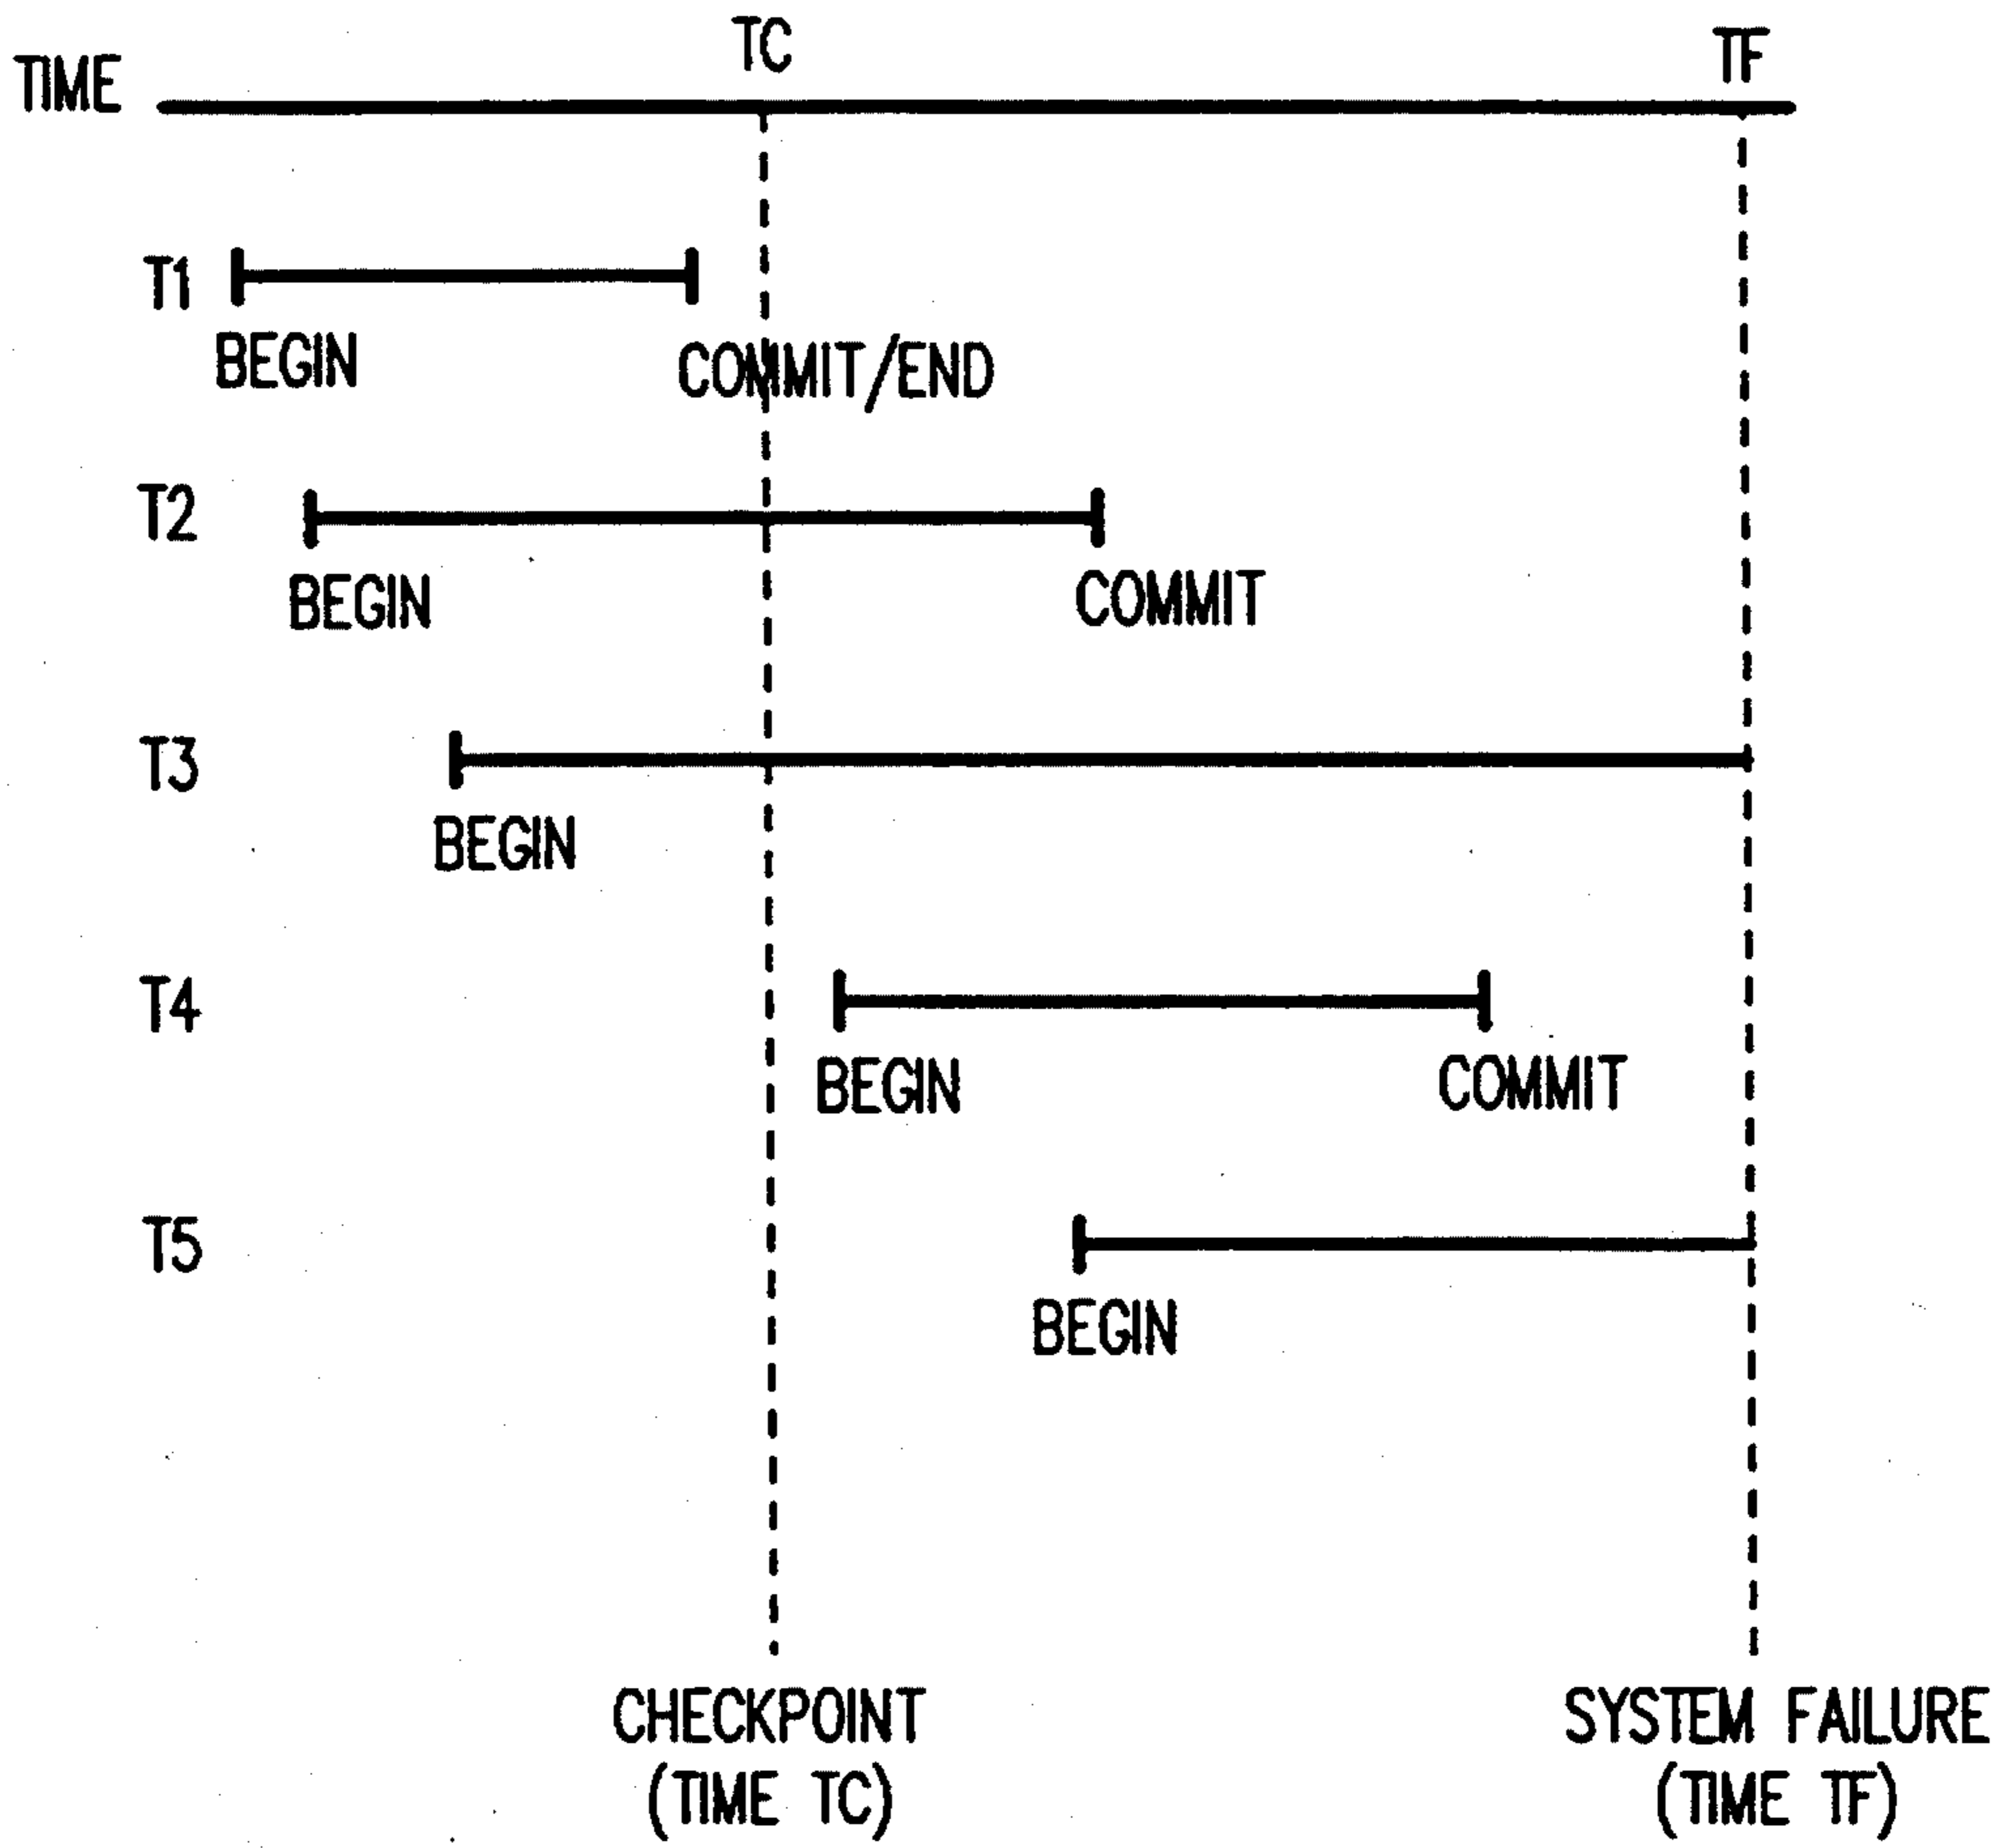 TC
TF
TIME
T1
BEGIN
COMMIT/END
T2
BEGIN
COMMIT
T3
BEGIN
T4
BEGIN
COMMIT
T5
BEGIN
CHECKPOINT
(TIME TC)
SYSTEM FAILURE
(TIME TF)